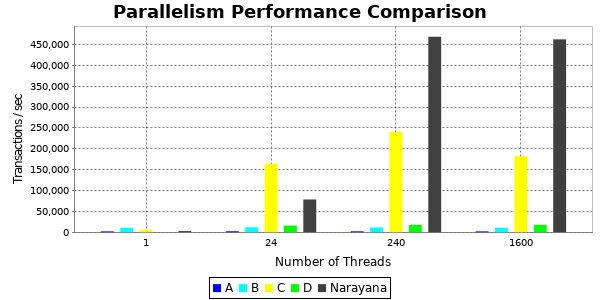 Parallelism Performance Comparison
Transactions / sec
450,000
400,000
350,000
300,000
250,000
200,000
150,000
100,000
50,000
0
1 24 240 1600
Number of Threads
A B C D Narayana